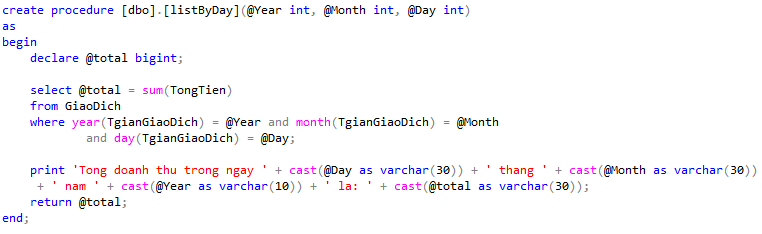 create procedure [dbo].[listByDay](@Year int, @Month int, @Day int)
as
begin
    declare @total bigint;

    select @total = sum(TongTien)
    from GiaoDich
    where year(TgianGiaoDich) = @Year and month(TgianGiaoDich) = @Month
           and day(TgianGiaoDich) = @Day;

    print 'Tong doanh thu trong ngay ' + cast(@Day as varchar(30)) + ' thang ' + cast(@Month as varchar(30))
     + ' nam ' + cast(@Year as varchar(10)) + ' la: ' + cast(@total as varchar(30));
    return @total;
end;